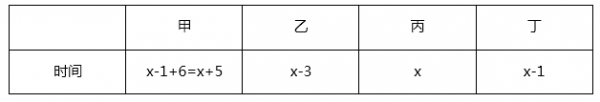 甲 乙 丙 丁
时间 x-1+6=x+5 x-3 x x-1